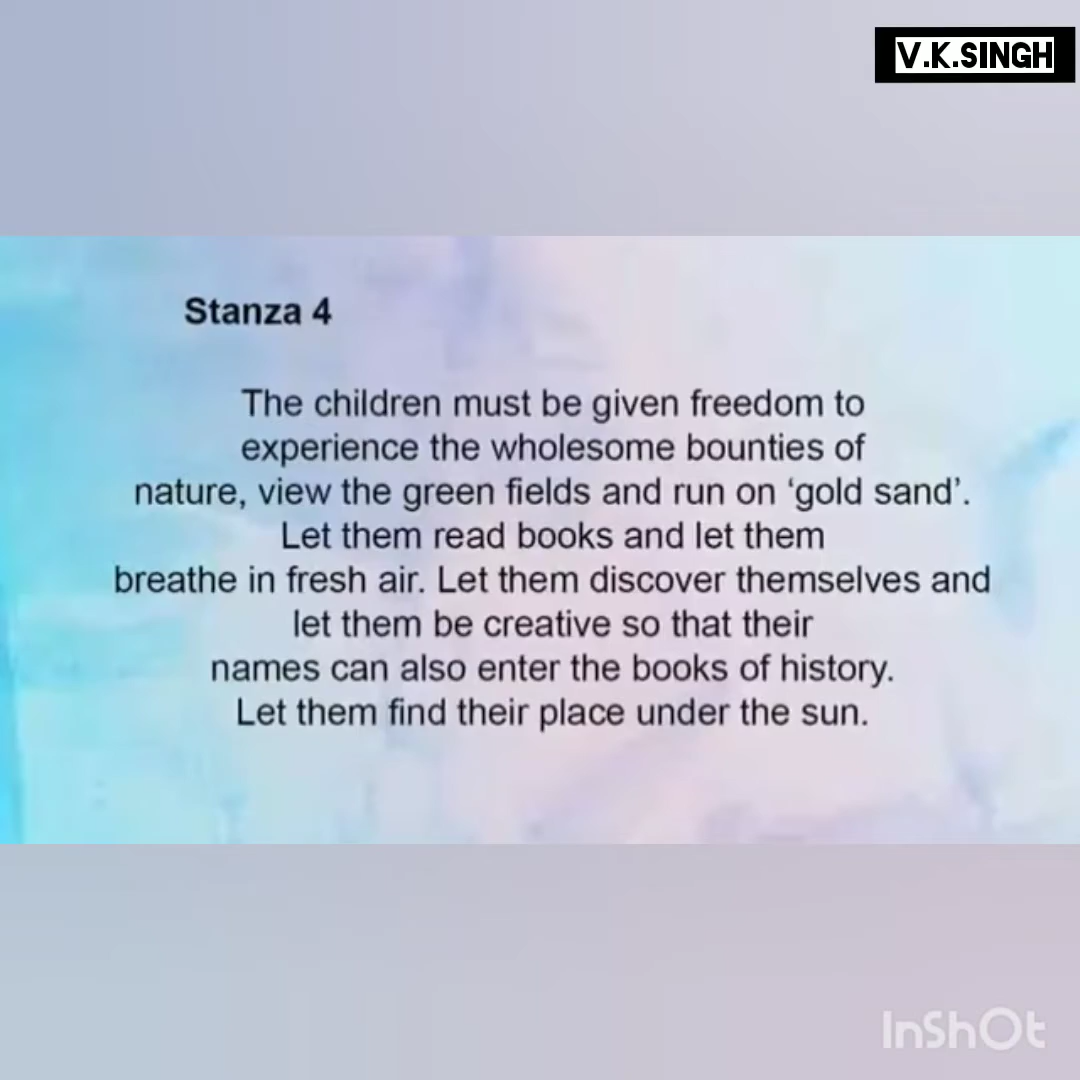 V.K.SINGH
Stanza 4
The children must be given freedom to
experience the wholesome bounties of
nature, view the green fields and run on ‘gold sand’.
Let them read books and let them
breathe in fresh air. Let them discover themselves and
let them be creative so that their
names can also enter the books of history.
Let them find their place under the sun.
InShOt